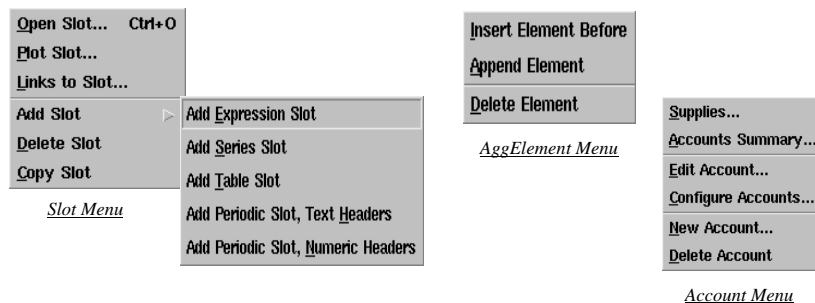 Open Slot... Ctrl+O
Plot Slot...
Links to Slot...
Add Slot
Delete Slot
Copy Slot
Slot Menu
Add Expression Slot
Add Series Slot
Add Table Slot
Add Periodic Slot, Text Headers
Add Periodic Slot, Numeric Headers
Insert Element Before
Append Element
Delete Element
AggElement Menu
Supplies...
Accounts Summary...
Edit Account...
Configure Accounts...
New Account...
Delete Account
Account Menu